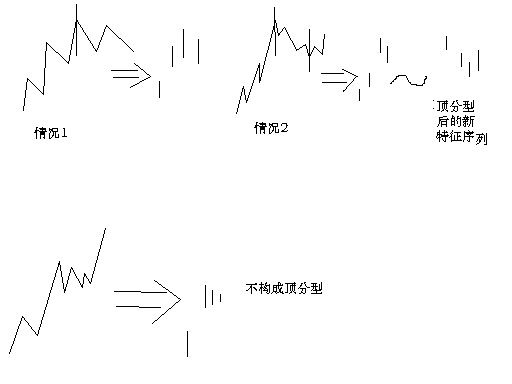 情况1
情况2
顶分型
后的新
特征序列
不构成顶分型